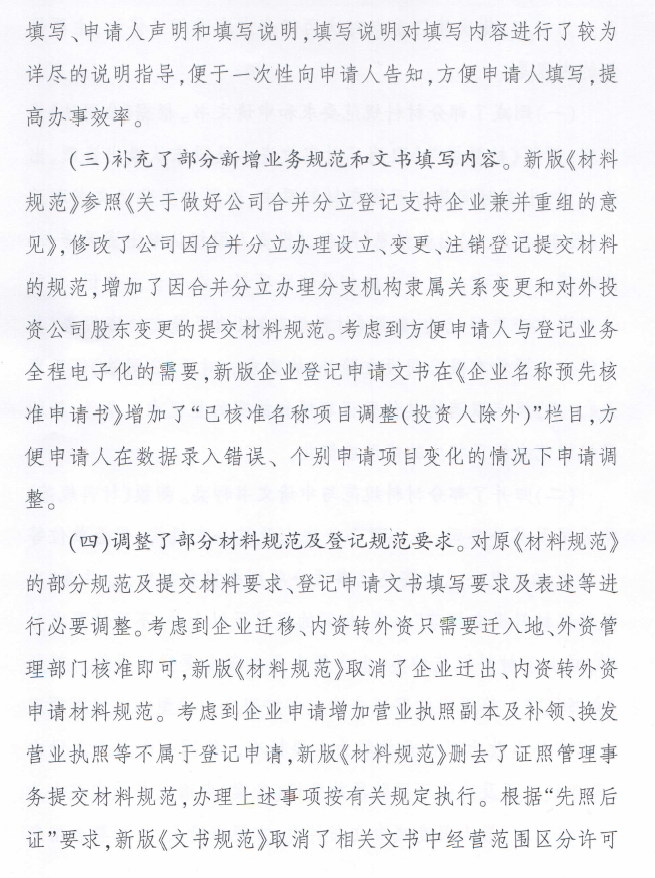 填写、申请人声明和填写说明,填写说明对填写内容进行了较为
详尽的说明指导,便于一次性向申请人告知,方便申请人填写,提
高办事效率。
(三)补充了部分新增业务规范和文书填写内容。新版《材料
规范》参照《关于做好公司合并分立登记支持企业兼并重组的意
见》,修改了公司因合并分立办理设立、变更、注销登记提交材料
的规范,增加了因合并分立办理分支机构隶属关系变更和对外投
资公司股东变更的提交材料规范。考虑到方便申请人与登记业务
全程电子化的需要,新版企业登记申请文书在《企业名称预先核
准申请书》增加了“已核准名称项目调整(投资人除外)”栏目,方
便申请人在数据录入错误、个别申请项目变化的情况下申请调
整。
(四)调整了部分材料规范及登记规范要求。对原《材料规范》
的部分规范及提交材料要求、登记申请文书填写要求及表述等进
行必要调整。考虑到企业迁移、内资转外资只需要迁入地、外资管
理部门核准即可,新版《材料规范》取消了企业迁出、内资转外资
申请材料规范。考虑到企业申请增加营业执照副本及补领、换发
营业执照等不属于登记申请,新版《材料规范》删去了证照管理事
务提交材料规范,办理上述事项按有关规定执行。根据“先照后
证”要求,新版《文书规范》取消了相关文书中经营范围区分许可